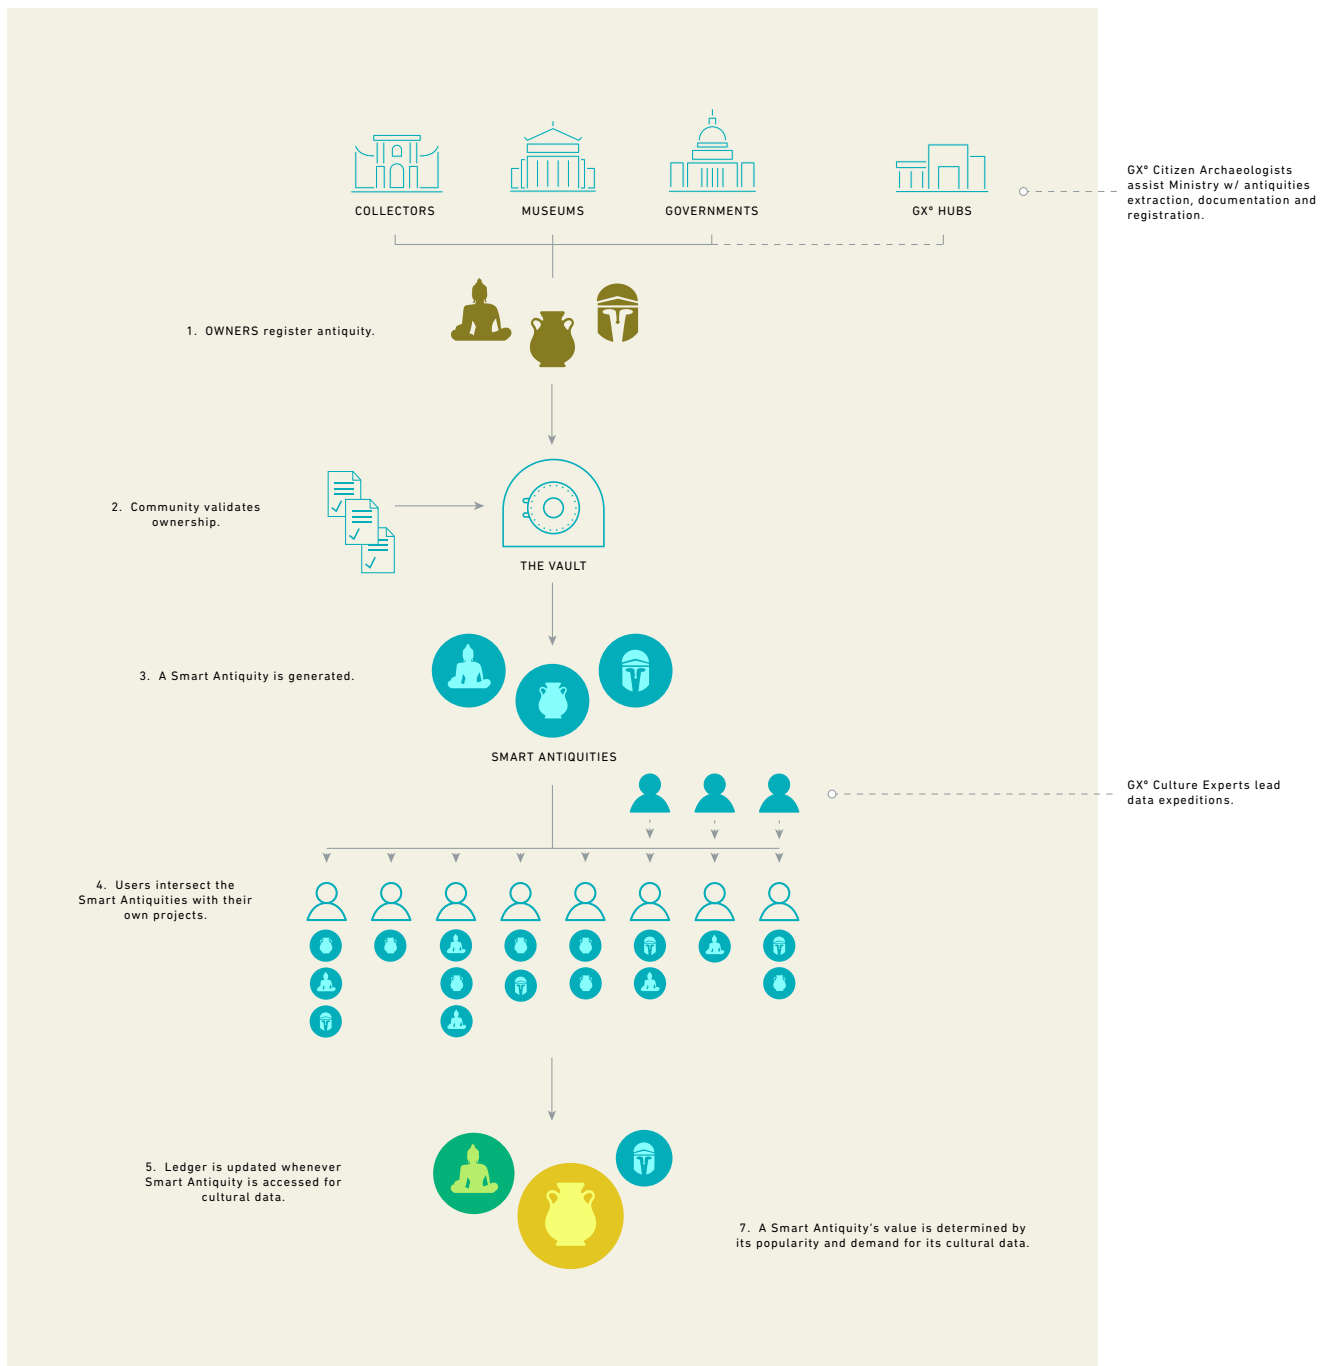 COLLECTORS
MUSEUMS
GOVERNMENTS
GXº HUBS
GXº Citizen Archaeologists
assist Ministry w/ antiquities
extraction, documentation and
registration.
1. OWNERS register antiquity.
2. Community validates
ownership.
THE VAULT
3. A Smart Antiquity is generated.
SMART ANTIQUITIES
GXº Culture Experts lead
data expeditions.
4. Users intersect the
Smart Antiquities with their
own projects.
5. Ledger is updated whenever
Smart Antiquity is accessed for
cultural data.
7. A Smart Antiquity's value is determined by
its popularity and demand for its cultural data.